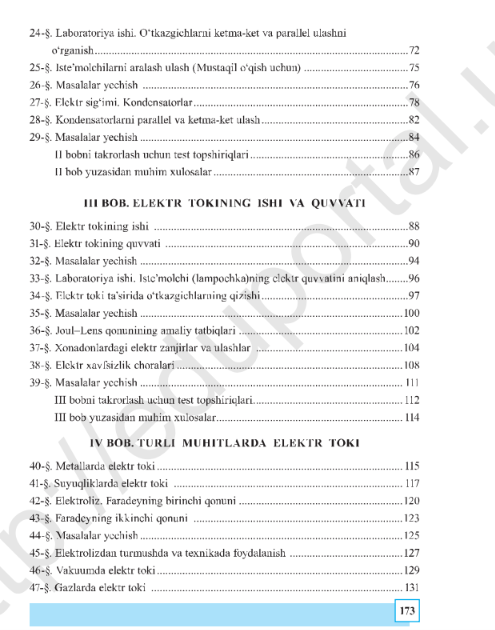 24-§. Laboratoriya ishi. O‘tkazgichlarni ketma-ket va parallel ulashni
o‘rganish........72
25-§. Iste’molchilarni aralash ulash (Mustaqil o‘qish uchun) ........75
26-§. Masalalar yechish ........76
27-§. Elektr sig‘imi. Kondensatorlar........78
28-§. Kondensatorlarni parallel va ketma-ket ulash........82
29-§. Masalalar yechish ........84
II bobni takrorlash uchun test topshiriqlari........86
II bob yuzasidan muhim xulosalar........87
III BOB. ELEKTR TOKINING ISHI VA QUVVATI
30-§. Elektr tokining ishi ........88
31-§. Elektr tokining quvvati ........90
32-§. Masalalar yechish ........94
33-§. Laboratoriya ishi. Iste’molchi (lampochka)ning elektr quvvatini aniqlash........96
34-§. Elektr toki ta’sirida o‘tkazgichlarning qizishi........97
35-§. Masalalar yechish ........100
36-§. Joul–Lens qonunining amaliy tatbiqlari ........102
37-§. Xonadonlardagi elektr zanjirlar va ulashlar ........104
38-§. Elektr xavfsizlik choralari........108
39-§. Masalalar yechish ........ 111
III bobni takrorlash uchun test topshiriqlari........ 112
III bob yuzasidan muhim xulosalar........ 114
IV BOB. TURLI MUHITLARDA ELEKTR TOKI
40-§. Metallarda elektr toki........115
41-§. Suyuqliklarda elektr toki ........ 117
42-§. Elektroliz. Faradeyning birinchi qonuni ........120
43-§. Faradeyning ikkinchi qonuni ........123
44-§. Masalalar yechish........125
45-§. Elektrolizdan turmushda va texnikada foydalanish ........127
46-§. Vakuumda elektr toki........129
47-§. Gazlarda elektr toki ........ 131
173